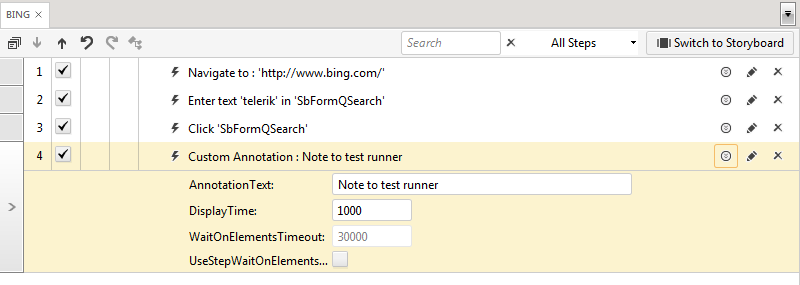 BING
Search All Steps Switch to Storyboard
1 Navigate to : 'http://www.bing.com/'
2 Enter text 'telerik' in 'SbFormQSearch'
3 Click 'SbFormQSearch'
4 Custom Annotation : Note to test runner
AnnotationText: Note to test runner
DisplayTime: 1000
WaitOnElementsTimeout: 30000
UseStepWaitOnElements...